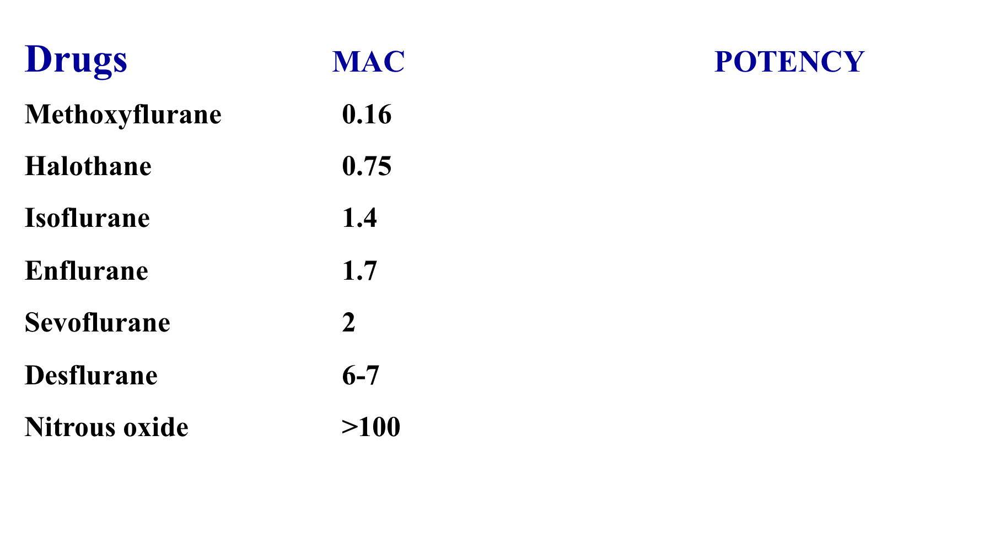 Drugs MAC POTENCY
Methoxyflurane 0.16
Halothane 0.75
Isoflurane 1.4
Enflurane 1.7
Sevoflurane 2
Desflurane 6-7
Nitrous oxide >100